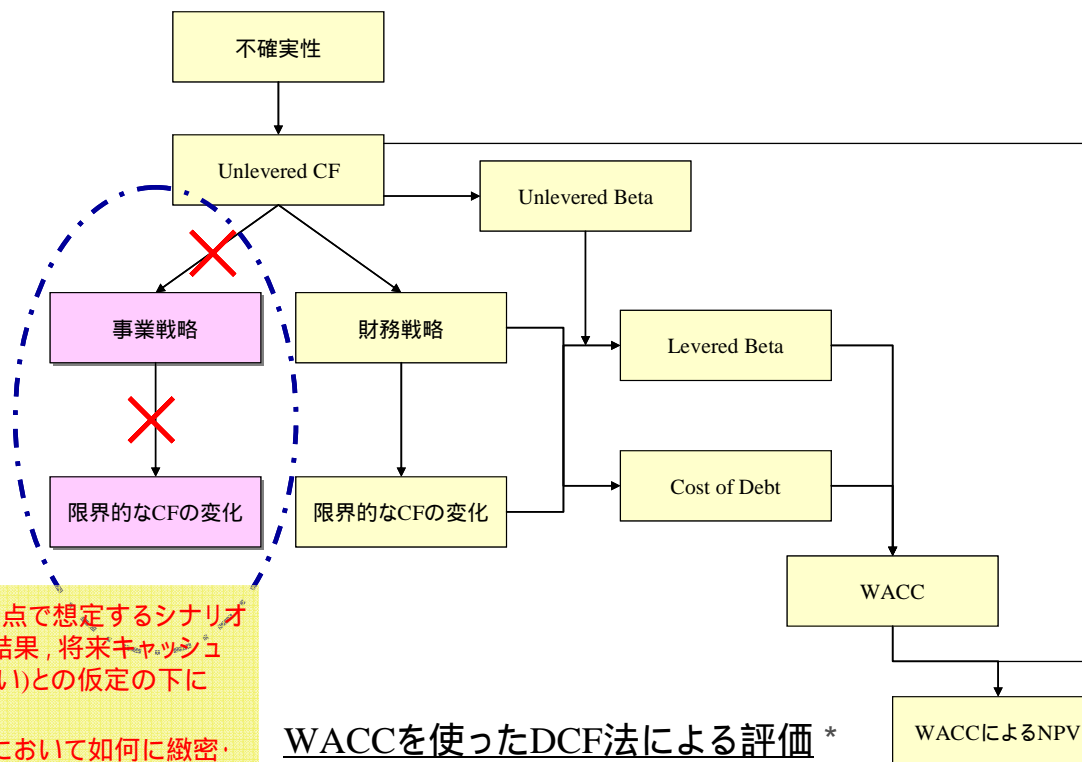 不確実性
Unlevered CF
Unlevered Beta
事業戦略
財務戦略
Levered Beta
限界的なCFの変化
限界的なCFの変化
Cost of Debt
WACC
点で想定するシナリオ
結果,将来キャッシュ
い)との仮定の下に
において如何に緻密・
WACCを使ったDCF法による評価 *
WACCによるNPV